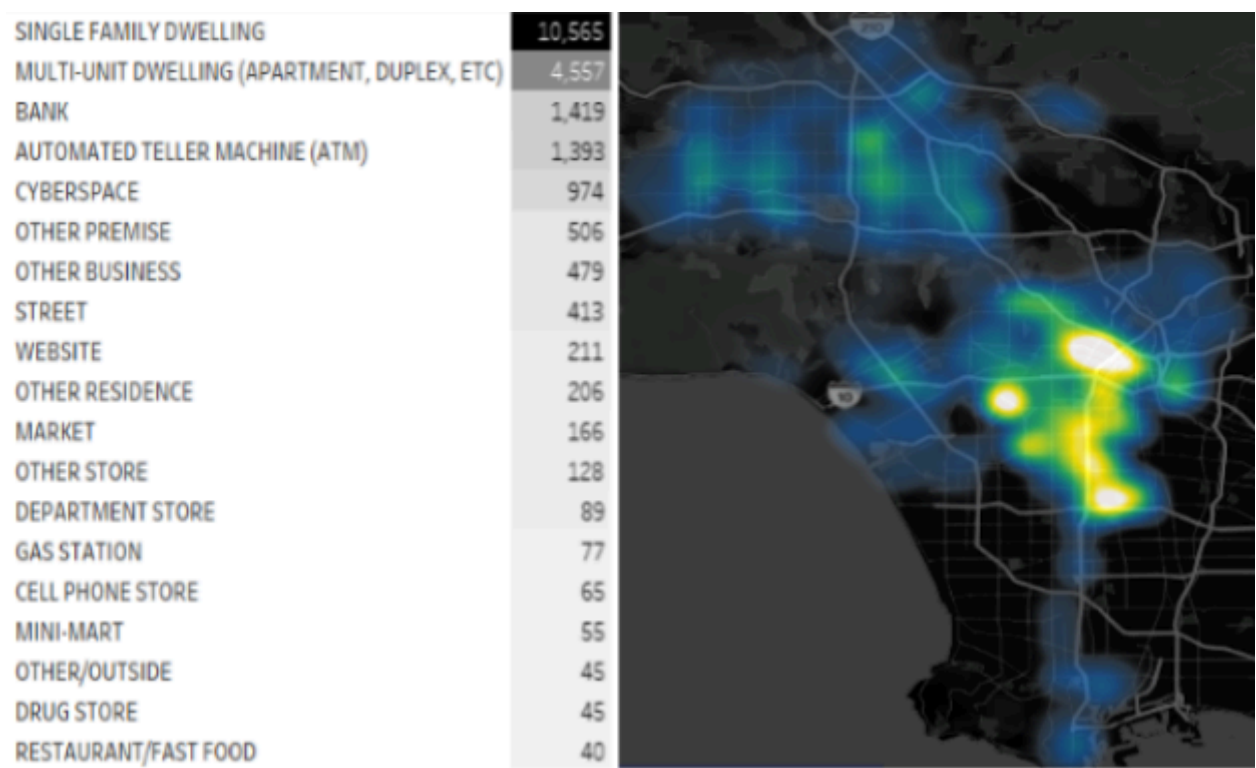 SINGLE FAMILY DWELLING 10,565
MULTI-UNIT DWELLING (APARTMENT, DUPLEX, ETC) 4,557
BANK 1,419
AUTOMATED TELLER MACHINE (ATM) 1,393
CYBERSPACE 974
OTHER PREMISE 506
OTHER BUSINESS 479
STREET 413
WEBSITE 211
OTHER RESIDENCE 206
MARKET 166
OTHER STORE 128
DEPARTMENT STORE 89
GAS STATION 77
CELL PHONE STORE 65
MINI-MART 55
OTHER/OUTSIDE 45
DRUG STORE 45
RESTAURANT/FAST FOOD 40
10